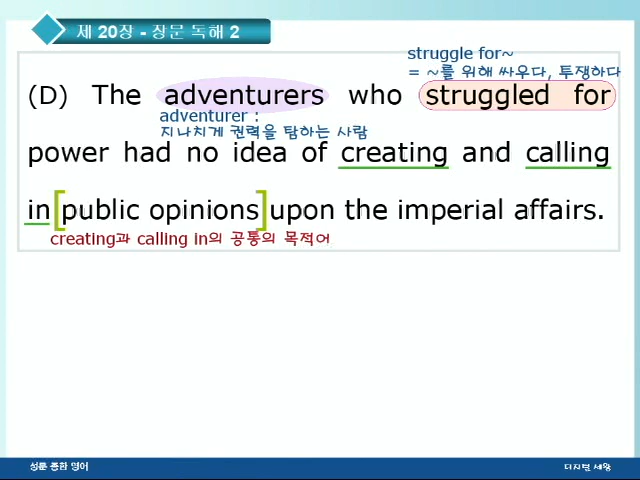 제 20장 - 장문 독해 2
struggle for~
= ~를 위해 싸우다, 투쟁하다
(D) The adventurers who struggled for
adventurer :
지나치게 권력을 탐하는 사람
power had no idea of creating and calling
in[public opinions]upon the imperial affairs.
creating과 calling in의 공통의 목적어
성문 종합 영어
디지털 세왕